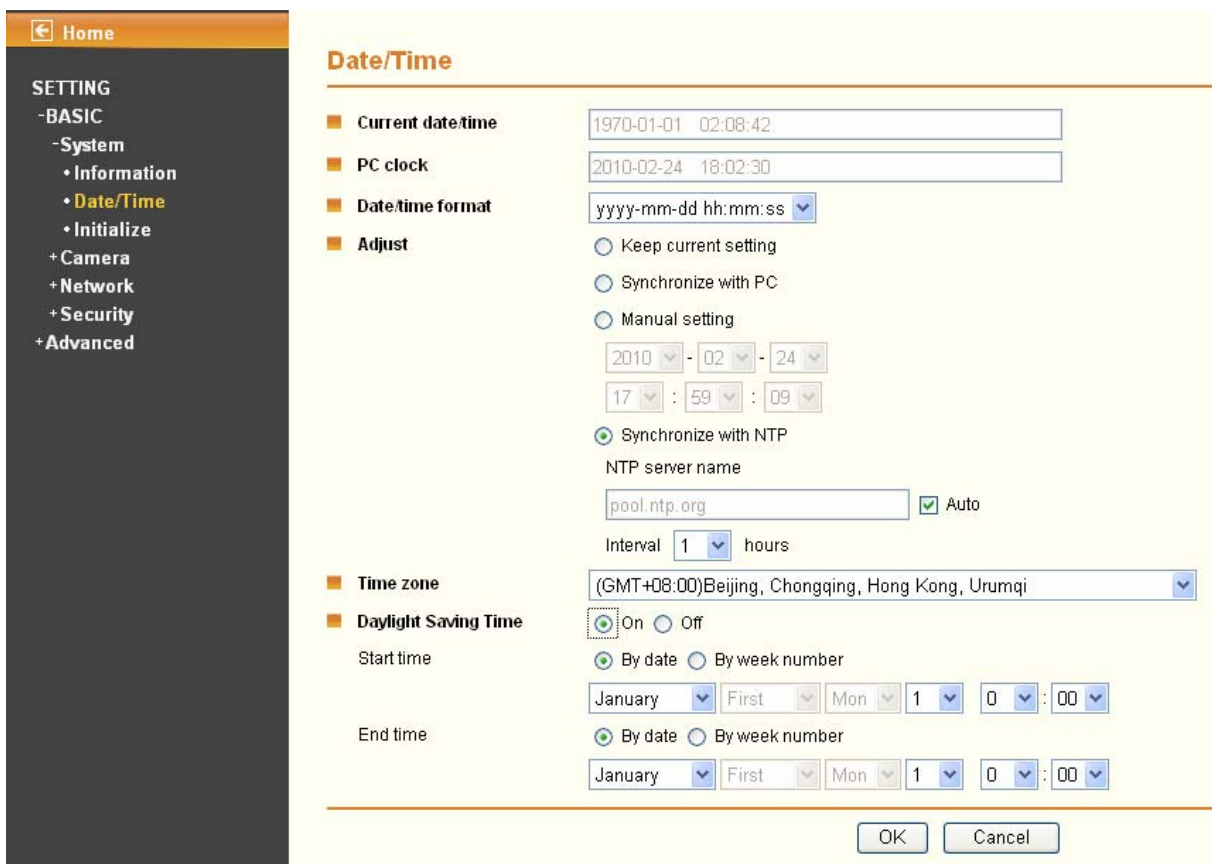 Home
SETTING
-BASIC
-System
•Information
•Date/Time
•Initialize
+Camera
+Network
+Security
+Advanced
Date/Time
Current date/time 1970-01-01 02:08:42
PC clock 2010-02-24 18:02:30
Date/time format yyyy-mm-dd hh:mm:ss
Adjust Keep current setting
Synchronize with PC
Manual setting
2010 - 02 - 24
17 : 59 : 09
Synchronize with NTP
NTP server name
pool.ntp.org Auto
Interval 1 hours
Time zone (GMT+08:00)Beijing, Chongqing, Hong Kong, Urumqi
Daylight Saving Time On Off
Start time By date By week number
January First Mon 1 0 : 00
End time By date By week number
January First Mon 1 0 : 00
OK Cancel